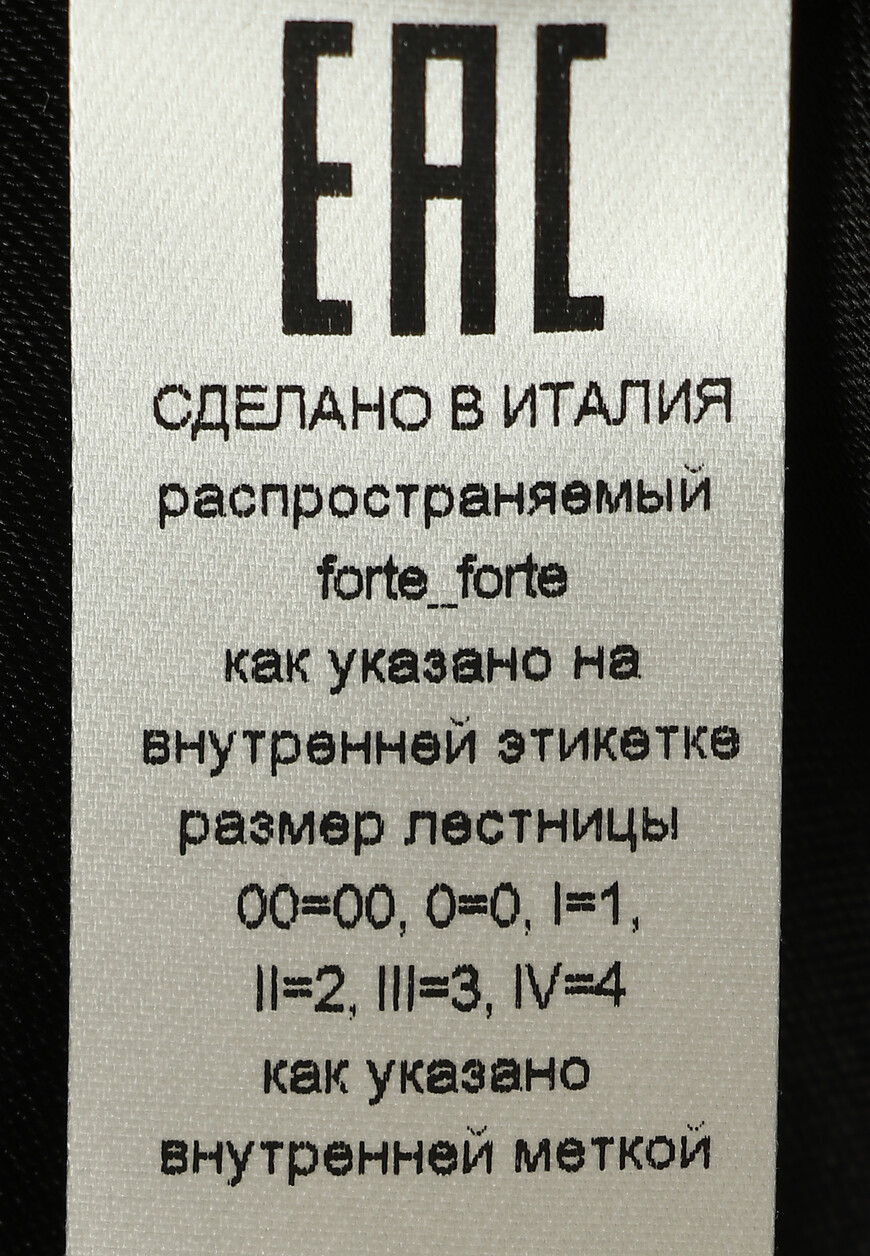 EAC
СДЕЛАНО В ИТАЛИЯ
распространяемый
forte_forte
как указано на
внутренней этикетке
размер лестницы
00=00, 0=0, I=1,
II=2, III=3, IV=4
как указано
внутренней меткой